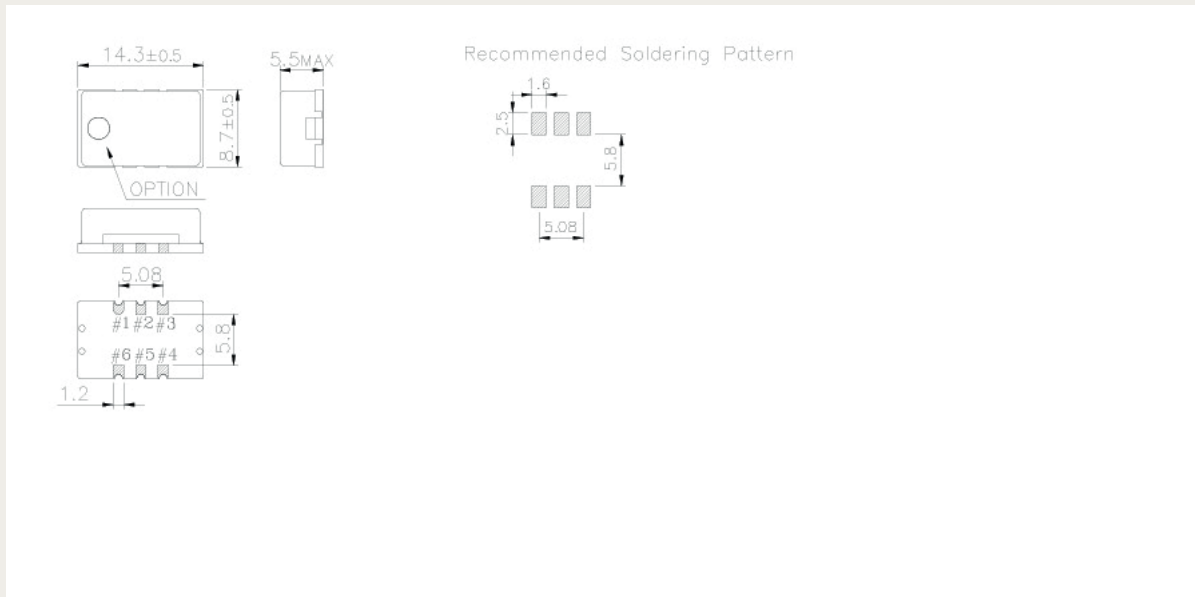 14.3±0.5
5.5MAX
8.7±0.5
OPTION
5.08
#1 #2 #3
5.8
#6 #5 #4
1.2
Recommended Soldering Pattern
1.6
2.5
5.8
5.08